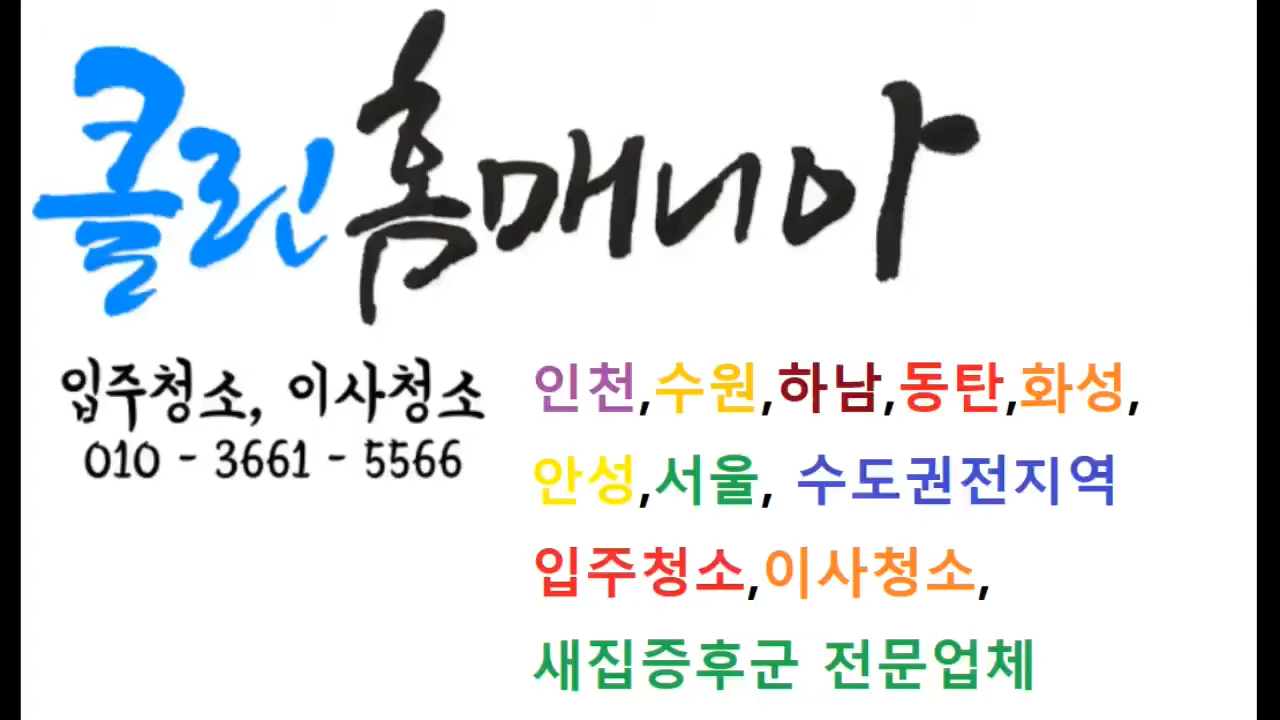 클린홈매니아
입주청소, 이사청소
010 - 3661 - 5566
인천,수원,하남,동탄,화성,
안성,서울, 수도권전지역
입주청소,이사청소,
새집증후군 전문업체